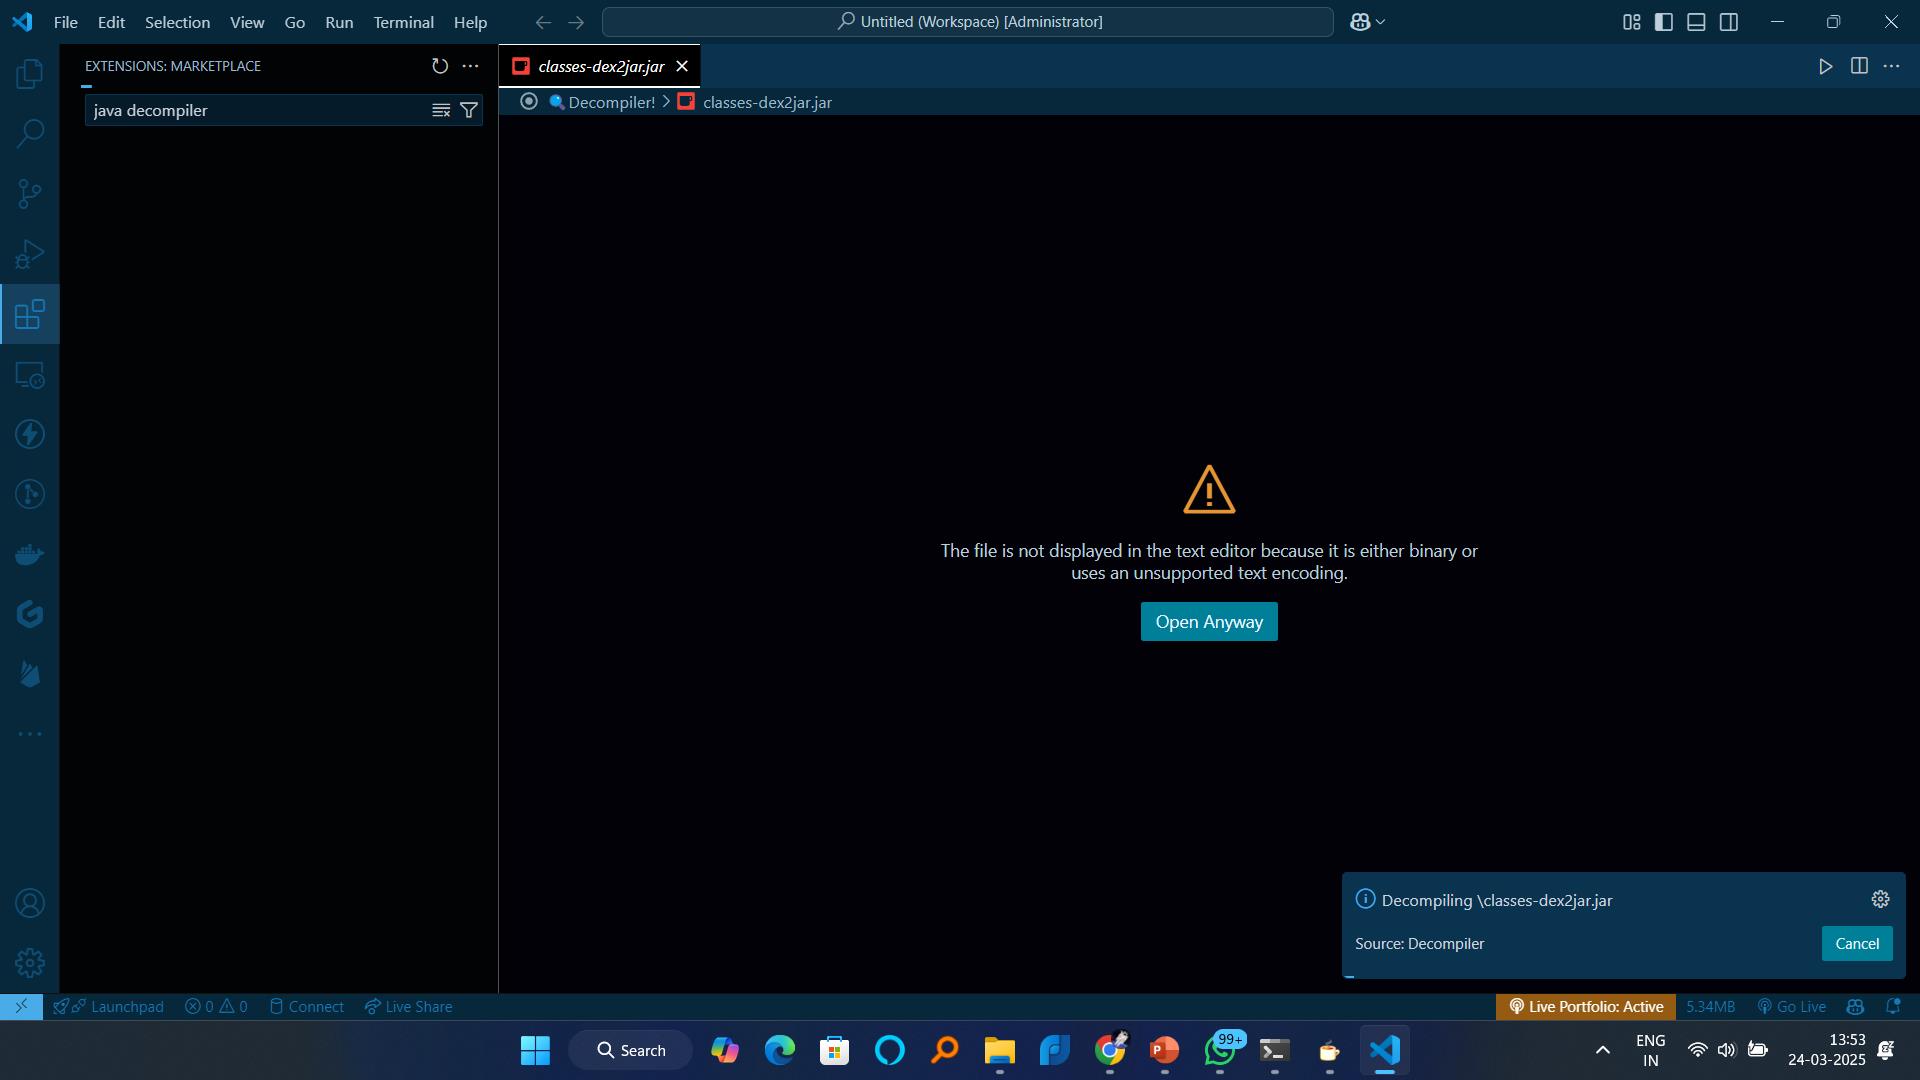 File Edit Selection View Go Run Terminal Help
Untitled (Workspace) [Administrator]
EXTENSIONS: MARKETPLACE
java decompiler
classes-dex2jar.jar
Decompiler! > classes-dex2jar.jar
The file is not displayed in the text editor because it is either binary or
uses an unsupported text encoding.
Open Anyway
Decompiling \classes-dex2jar.jar
Source: Decompiler
Cancel
Launchpad 0 0 Connect Live Share
Live Portfolio: Active 5.34MB Go Live
Search
99+
ENG
IN
13:53
24-03-2025